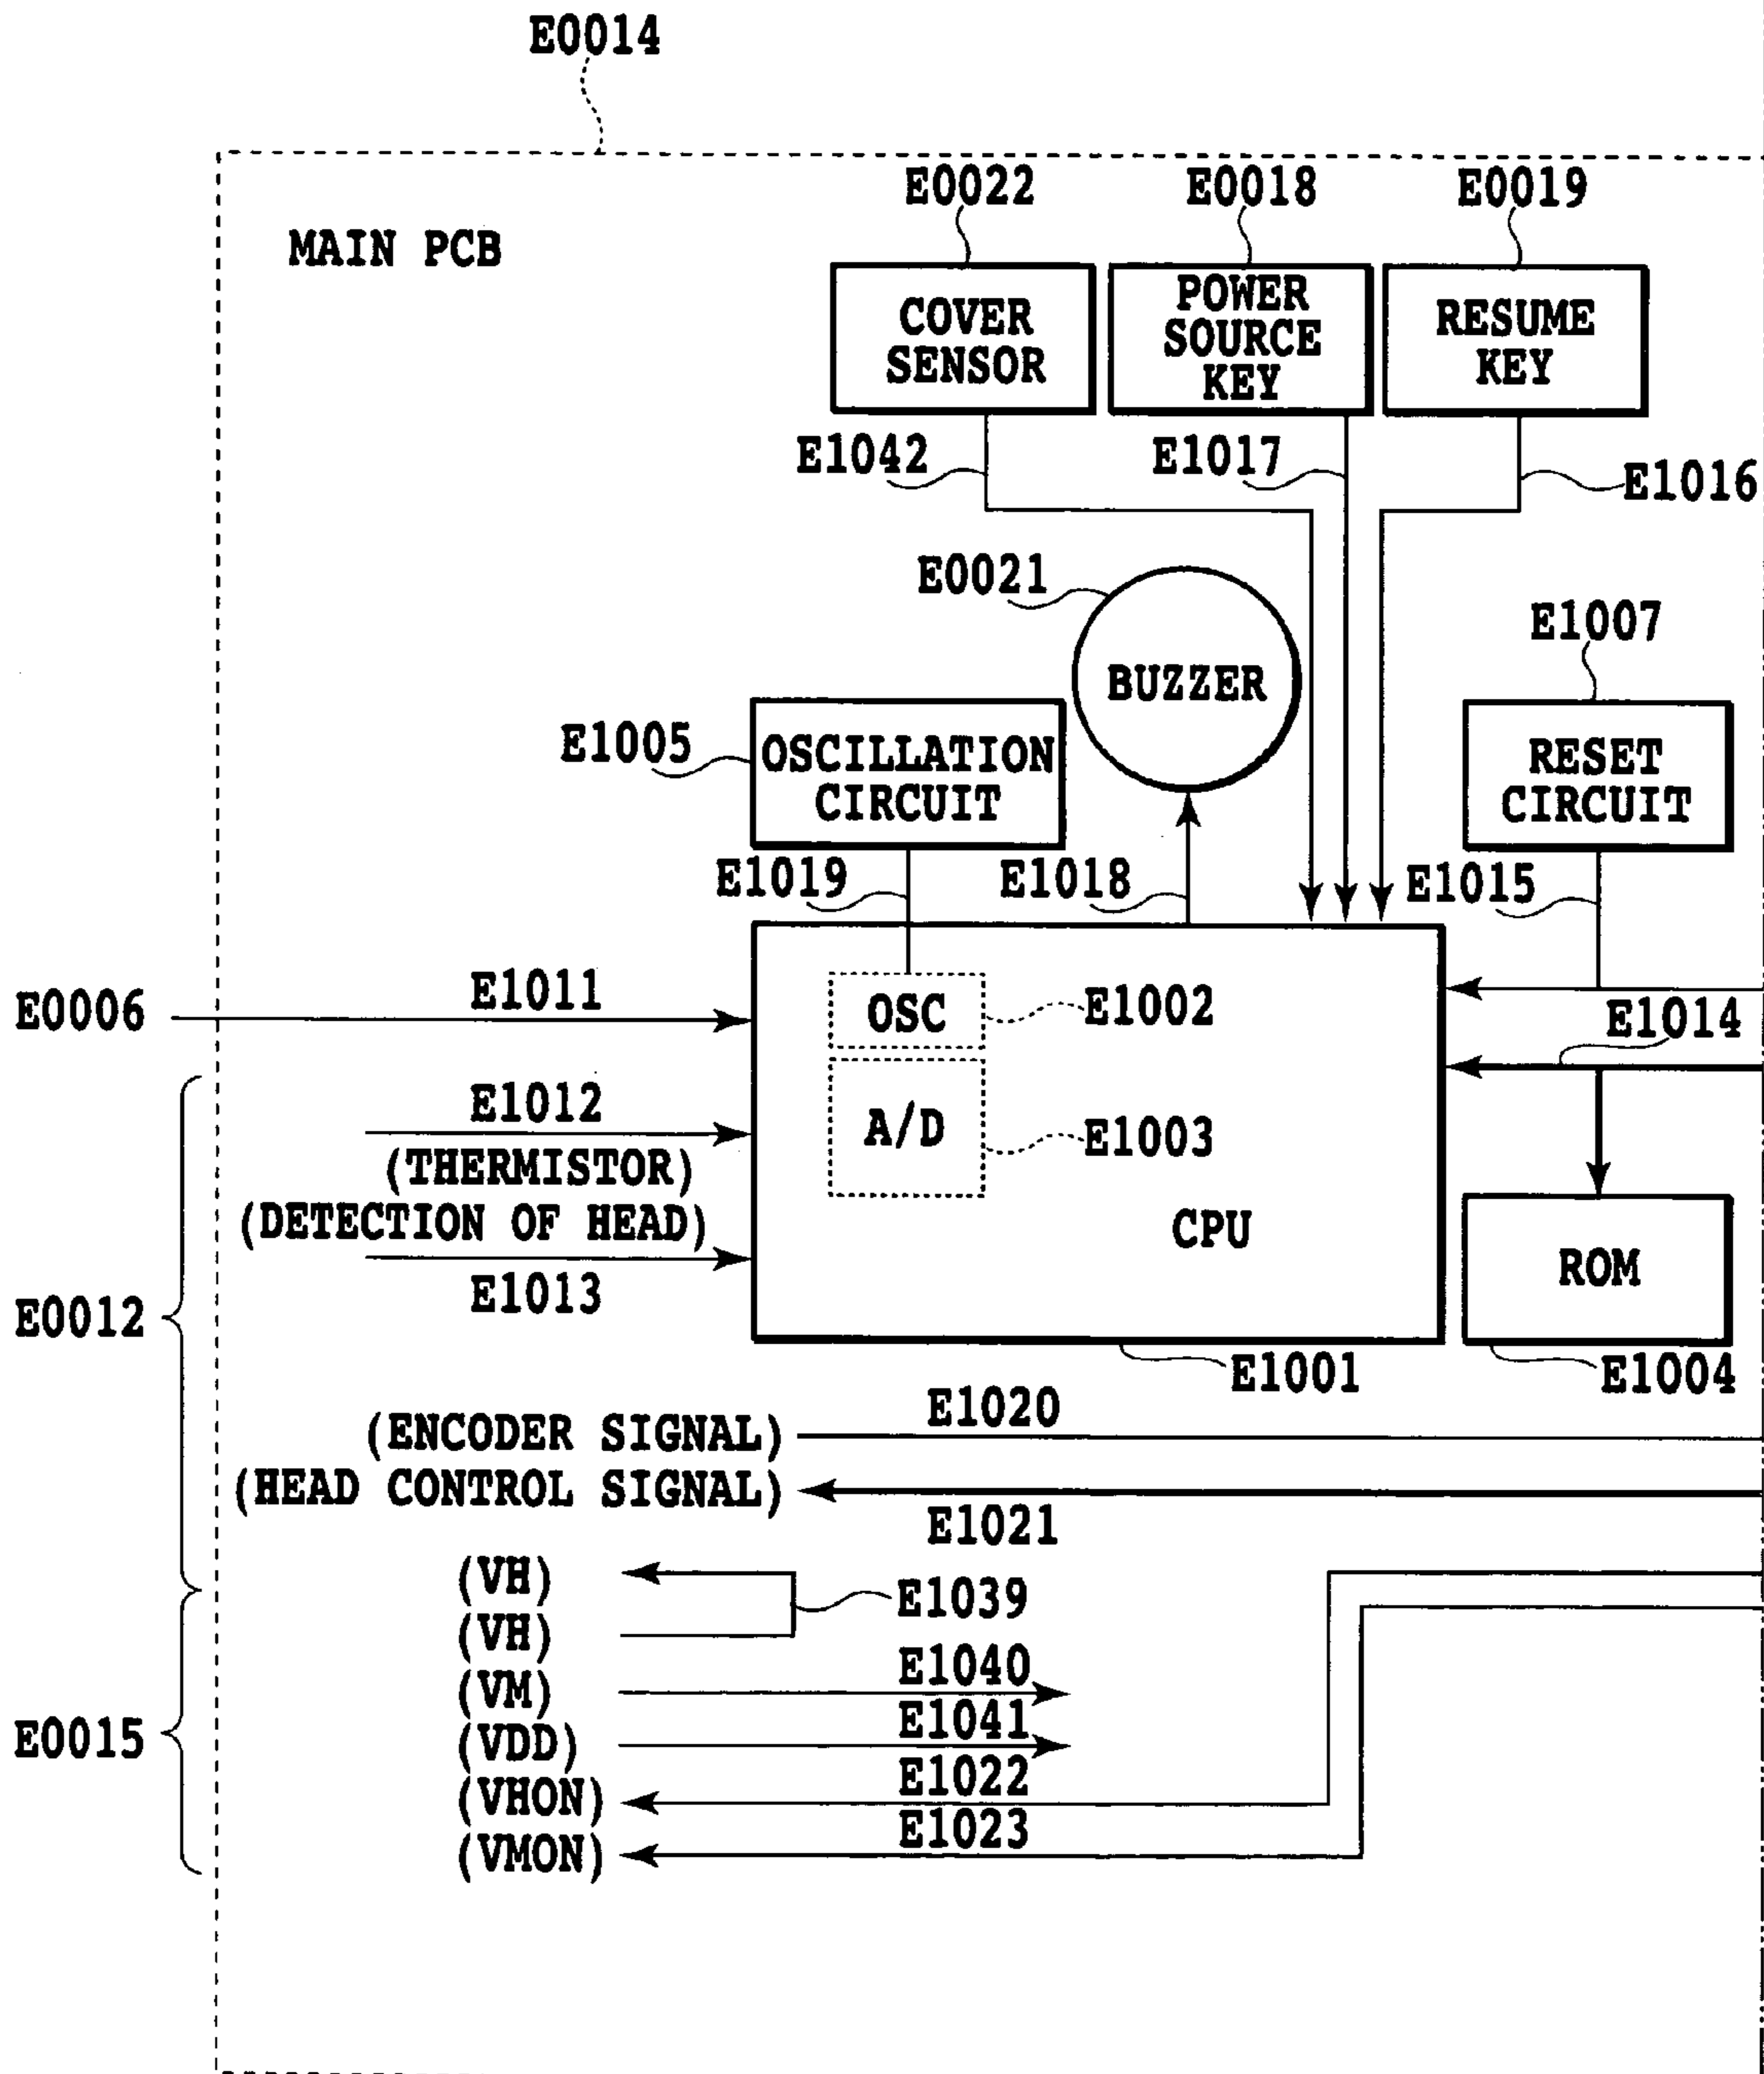 E0014
E0022
E0018
E0019
MAIN PCB
COVER
SENSOR
POWER
SOURCE
KEY
RESUME
KEY
E1042
E1017
E1016
E0021
BUZZER
E1007
E1005
OSCILLATION
CIRCUIT
RESET
CIRCUIT
E1019
E1018
E1015
E0006
E1011
OSC
E1002
E1014
E1012
(THERMISTOR)
A/D
E1003
(DETECTION OF HEAD)
E1013
CPU
ROM
E0012
E1001
E1004
(ENCODER SIGNAL)
E1020
(HEAD CONTROL SIGNAL)
E1021
(VH)
E1039
(VH)
(VM)
E1040
E0015
(VDD)
E1041
(VHON)
E1022
(VMON)
E1023